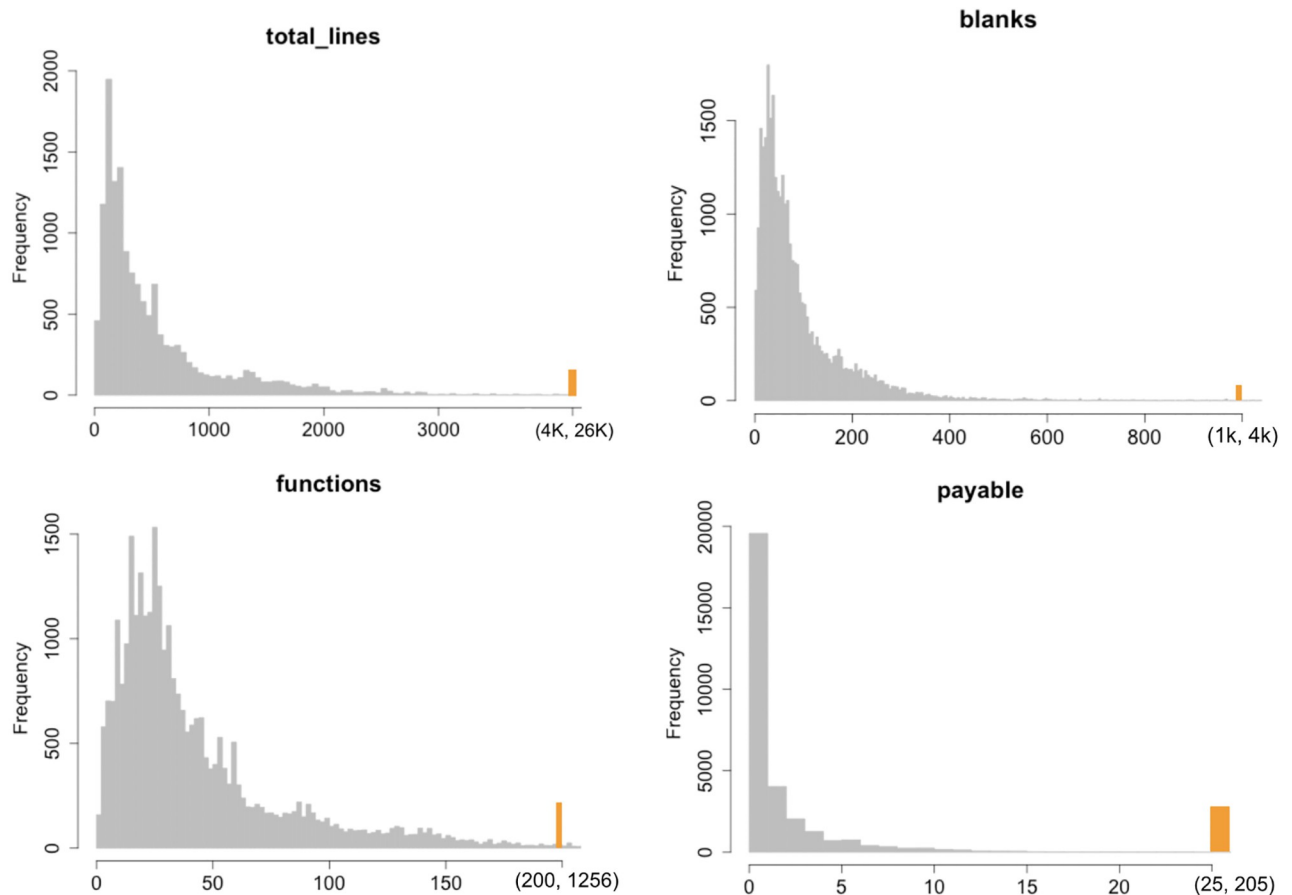 total_lines
Frequency
2000
1500
1000
500
0
0 1000 2000 3000 (4K, 26K)
blanks
Frequency
1500
1000
500
0
0 200 400 600 800 (1k, 4k)
functions
Frequency
1500
1000
500
0
0 50 100 150 (200, 1256)
payable
Frequency
20000
15000
10000
5000
0
0 5 10 15 20 (25, 205)